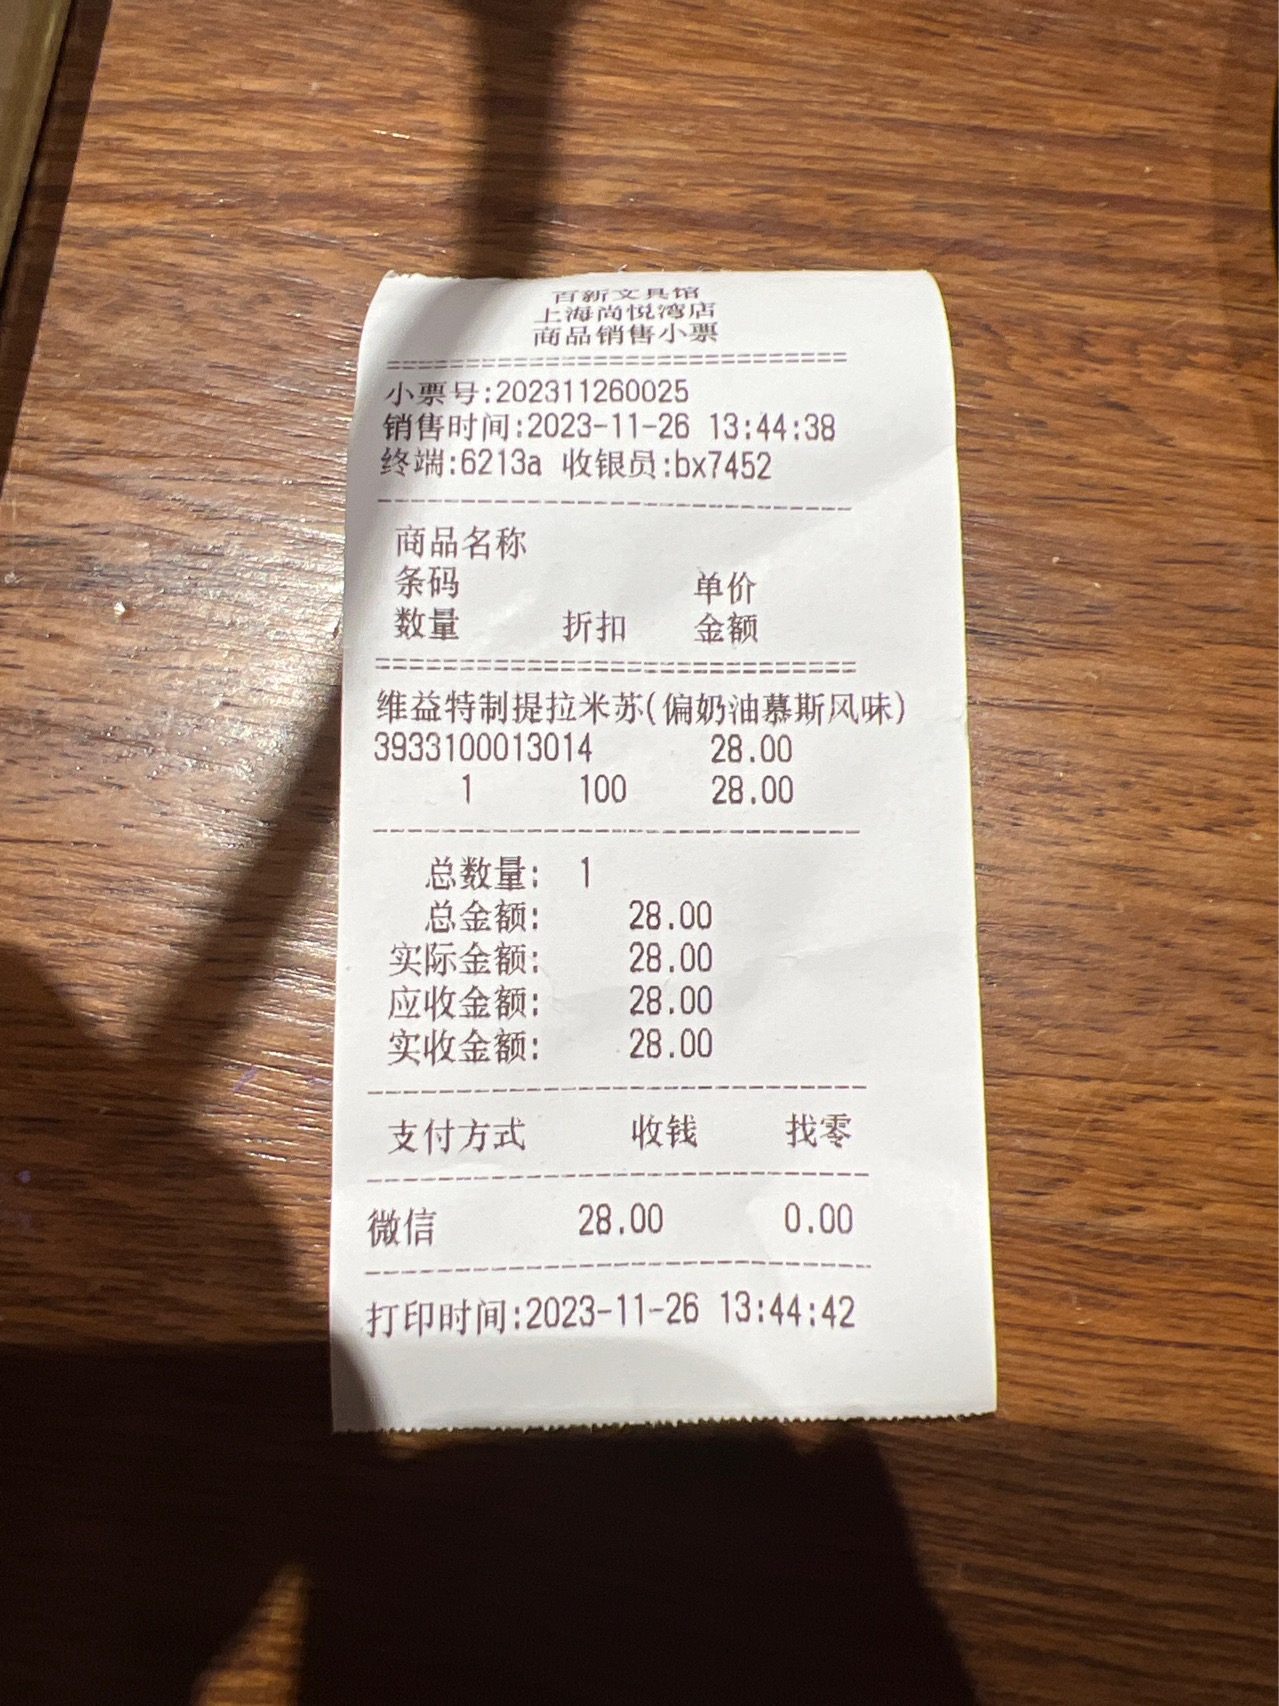 百新文具馆
上海尚悦湾店
商品销售小票
==============================
小票号:202311260025
销售时间:2023-11-26 13:44:38
终端:6213a 收银员:bx7452
------------------------------
商品名称
条码 单价
数量 折扣 金额
==============================
维益特制提拉米苏(偏奶油慕斯风味)
3933100013014 28.00
1 100 28.00
------------------------------
总数量: 1
总金额: 28.00
实际金额: 28.00
应收金额: 28.00
实收金额: 28.00
------------------------------
支付方式 收钱 找零
------------------------------
微信 28.00 0.00
------------------------------
打印时间:2023-11-26 13:44:42